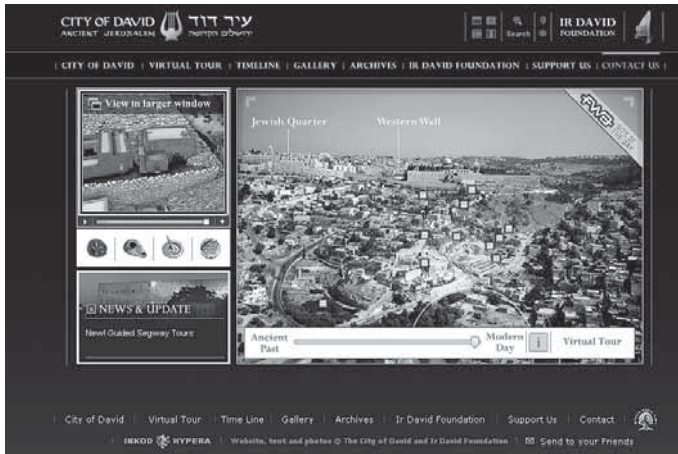 CITY OF DAVID
ANCIENT JERUSALEM
עיר דוד
ירושלים הקדומה
Search
IR DAVID
FOUNDATION
CITY OF DAVID | VIRTUAL TOUR | TIMELINE | GALLERY | ARCHIVES | IR DAVID FOUNDATION | SUPPORT US | CONTACT US
View in larger window
Jewish Quarter
Western Wall
fwa
NEWS & UPDATE
New! Guided Segway Tours
Ancient
Past
Modern
Day
i
Virtual Tour
City of David | Virtual Tour | Time Line | Gallery | Archives | Ir David Foundation | Support Us | Contact
INKOD HYPERA | Website, text and photos © The City of David and Ir David Foundation | Send to your Friends